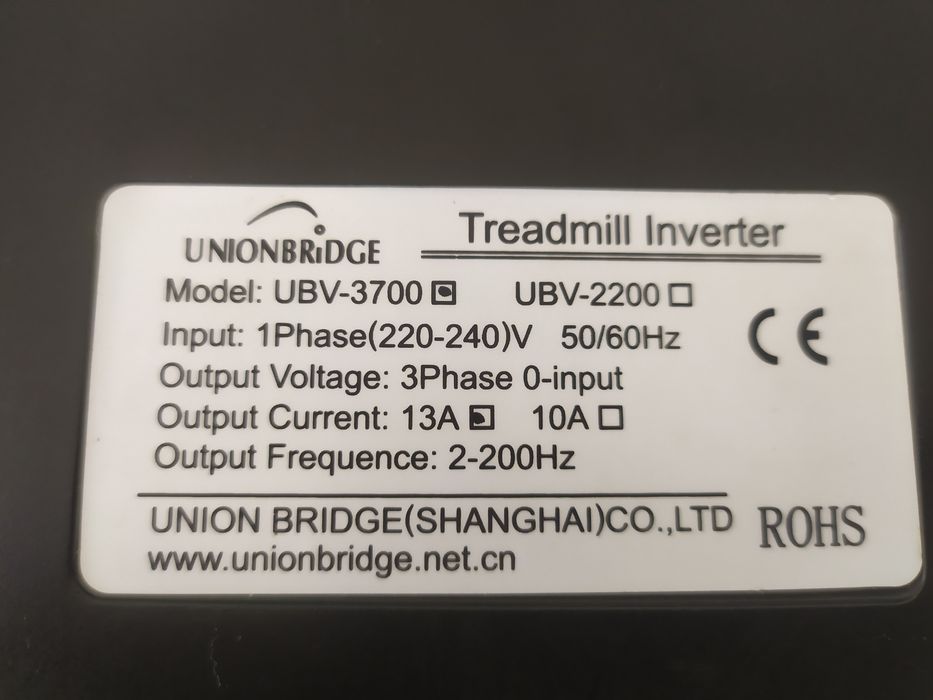 UNIONBRiDGE
Treadmill Inverter
Model: UBV-3700 UBV-2200
Input: 1Phase(220-240)V 50/60Hz
Output Voltage: 3Phase 0-input
Output Current: 13A 10A
Output Frequence: 2-200Hz
CE
UNION BRIDGE(SHANGHAI)CO.,LTD
www.unionbridge.net.cn
ROHS